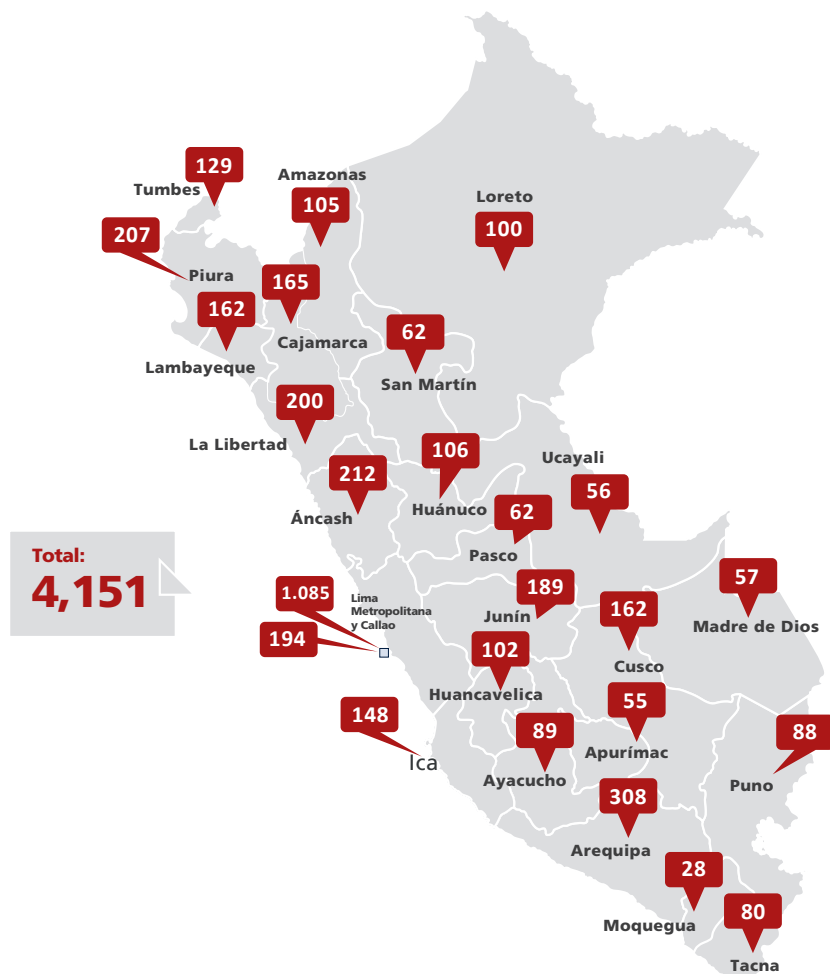 129
Tumbes
Amazonas
105
Loreto
100
207
Piura
165
Cajamarca
162
Lambayeque
62
San Martín
200
La Libertad
106
Huánuco
Ucayali
56
212
Áncash
62
Pasco
Total:
4,151
57
Madre de Dios
1.085
Lima
Metropolitana
y Callao
194
189
Junín
162
Cusco
102
Huancavelica
148
Ica
55
Apurímac
89
Ayacucho
88
Puno
308
Arequipa
28
Moquegua
80
Tacna